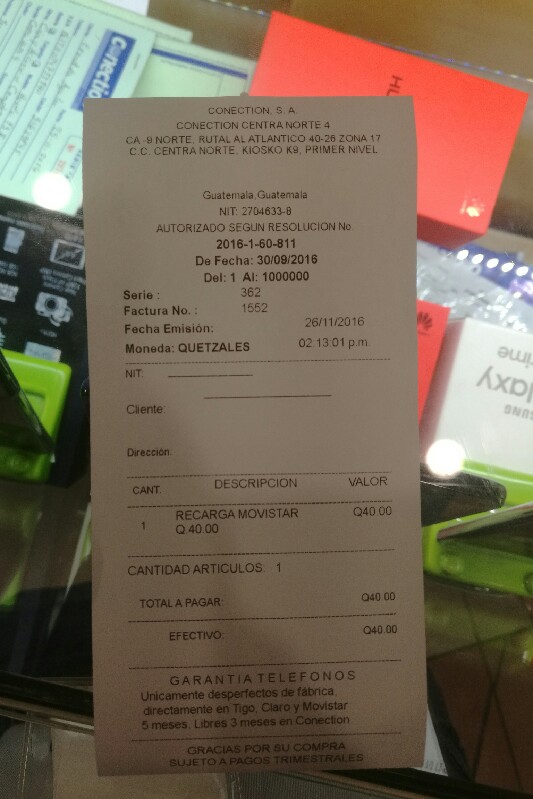 CONECTION, S. A.
CONECTION CENTRA NORTE 4
CA -9 NORTE, RUTAL AL ATLANTICO 40-26 ZONA 17
C.C. CENTRA NORTE, KIOSKO K9, PRIMER NIVEL
Guatemala,Guatemala
NIT: 2704633-8
AUTORIZADO SEGUN RESOLUCION No.
2016-1-60-811
De Fecha: 30/09/2016
Del: 1 Al: 1000000
Serie : 362
Factura No. : 1552
Fecha Emisión: 26/11/2016
Moneda: QUETZALES 02:13:01 p.m.
NIT:
Cliente:
Dirección:
CANT. DESCRIPCION VALOR
1 RECARGA MOVISTAR Q40.00
Q.40.00
CANTIDAD ARTICULOS: 1
TOTAL A PAGAR: Q40.00
EFECTIVO: Q40.00
GARANTIA TELEFONOS
Unicamente desperfectos de fábrica,
directamente en Tigo, Claro y Movistar
5 meses. Libres 3 meses en Conection
GRACIAS POR SU COMPRA
SUJETO A PAGOS TRIMESTRALES
Conectio
HU
SUNG
laxy
rime